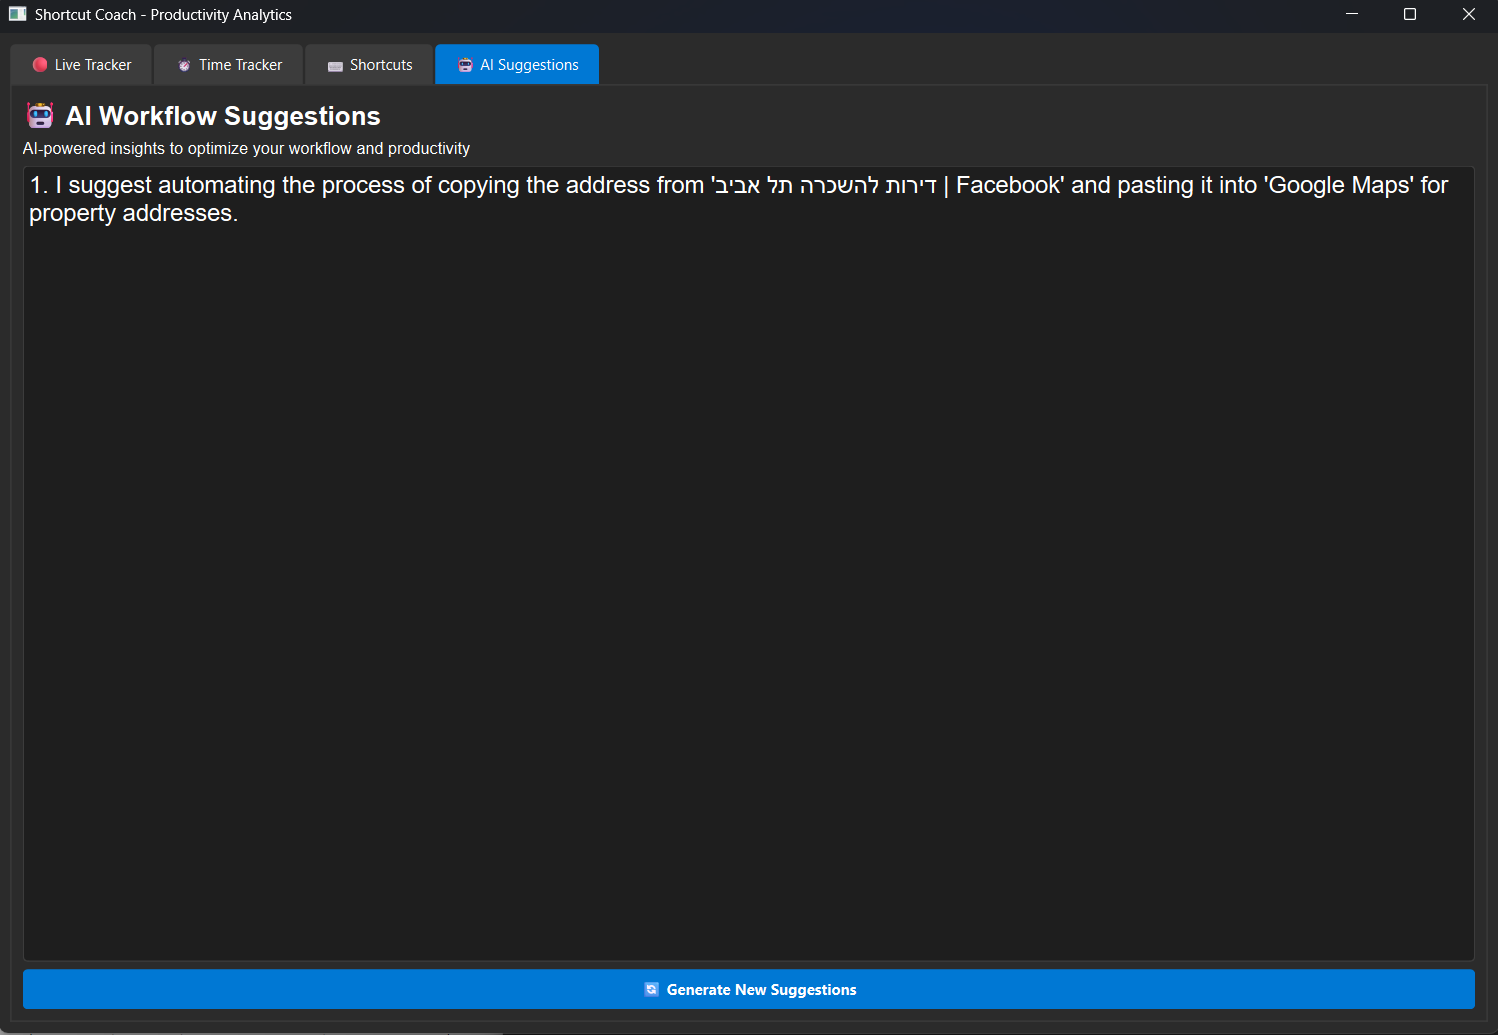 Shortcut Coach - Productivity Analytics
Live Tracker
Time Tracker
Shortcuts
AI Suggestions
AI Workflow Suggestions
AI-powered insights to optimize your workflow and productivity
1. I suggest automating the process of copying the address from 'דירות להשכרה תל אביב | Facebook' and pasting it into 'Google Maps' for
property addresses.
Generate New Suggestions